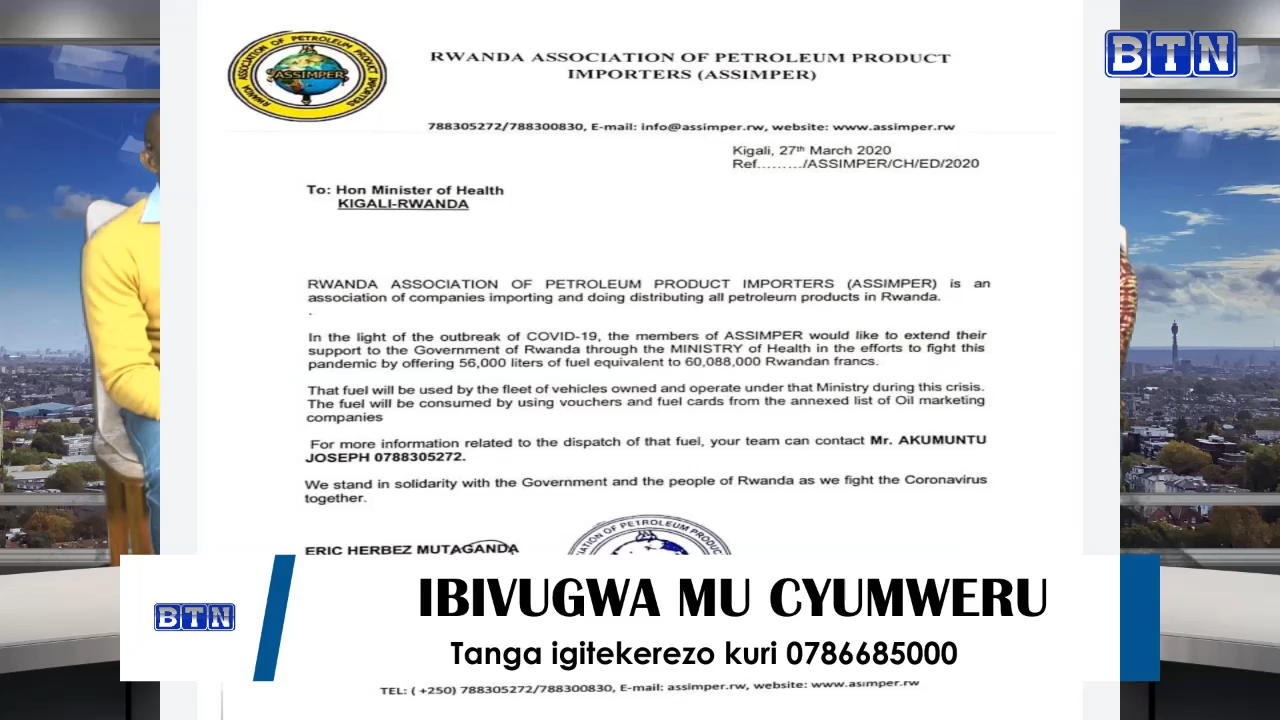 BTN
RWANDA ASSOCIATION OF PETROLEUM PRODUCT IMPORTERS
ASSIMPER
RWANDA ASSOCIATION OF PETROLEUM PRODUCT
IMPORTERS (ASSIMPER)
788305272/788300830, E-mail: info@assimper.rw, website: www.assimper.rw
Kigali, 27th March 2020
Ref………/ASSIMPER/CH/ED/2020
To: Hon Minister of Health
KIGALI-RWANDA
RWANDA ASSOCIATION OF PETROLEUM PRODUCT IMPORTERS (ASSIMPER) is an
association of companies importing and doing distributing all petroleum products in Rwanda.
.
In the light of the outbreak of COVID-19, the members of ASSIMPER would like to extend their
support to the Government of Rwanda through the MINISTRY of Health in the efforts to fight this
pandemic by offering 56,000 liters of fuel equivalent to 60,088,000 Rwandan francs.
That fuel will be used by the fleet of vehicles owned and operate under that Ministry during this crisis.
The fuel will be consumed by using vouchers and fuel cards from the annexed list of Oil marketing
companies
For more information related to the dispatch of that fuel, your team can contact Mr. AKUMUNTU
JOSEPH 0788305272.
We stand in solidarity with the Government and the people of Rwanda as we fight the Coronavirus
together.
ERIC HERBEZ MUTAGANDA
OF PETROLEUM PRODUC
BTN
IBIVUGWA MU CYUMWERU
Tanga igitekerezo kuri 0786685000
TEL: ( +250) 788305272/788300830, E-mail: assimper.rw, website: www.asimper.rw